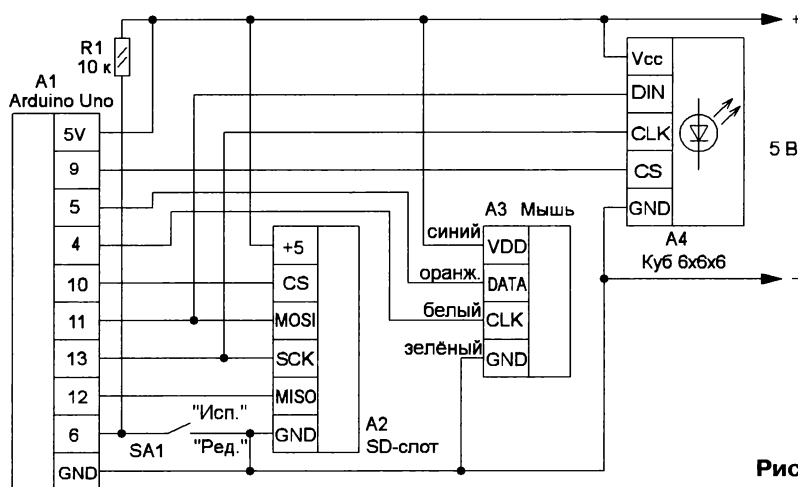 R1
10 к
A1
Arduino Uno
5V
9
5
4
10
11
13
12
6
GND
SA1
"Исп."
"Ред."
+5
CS
MOSI
SCK
MISO
GND
A2
SD-слот
A3 Мышь
синий
VDD
оранж.
DATA
белый
CLK
зелёный
GND
Vcc
DIN
CLK
CS
GND
A4
Куб 6x6x6
+
5 В
−
Рис